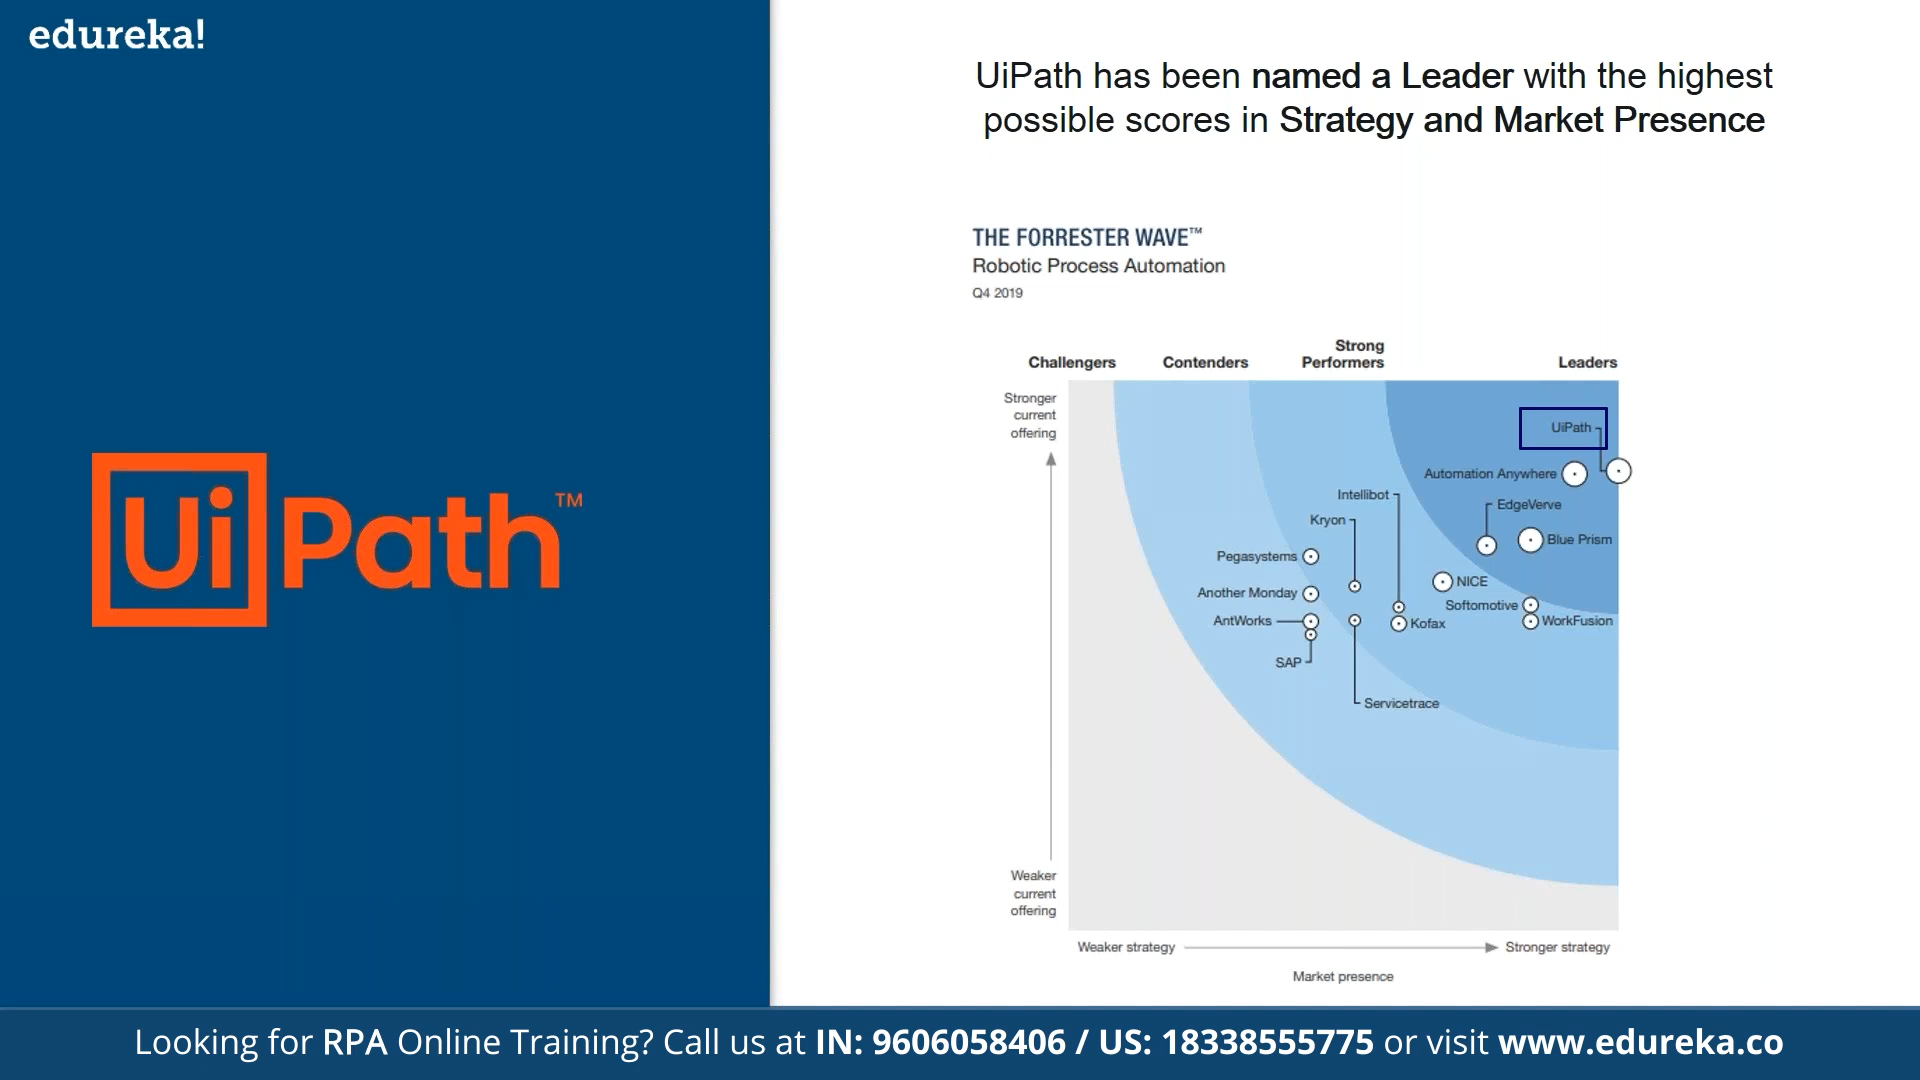 edureka!
UiPath™
UiPath has been named a Leader with the highest
possible scores in Strategy and Market Presence
THE FORRESTER WAVE™
Robotic Process Automation
Q4 2019
Challengers
Contenders
Strong
Performers
Leaders
Stronger
current
offering
UiPath
Automation Anywhere
Intellibot
EdgeVerve
Kryon
Blue Prism
Pegasystems
NICE
Another Monday
Softomotive
AntWorks
Kofax
WorkFusion
SAP
Servicetrace
Weaker
current
offering
Weaker strategy
Stronger strategy
Market presence
Looking for RPA Online Training? Call us at IN: 9606058406 / US: 18338555775 or visit www.edureka.co